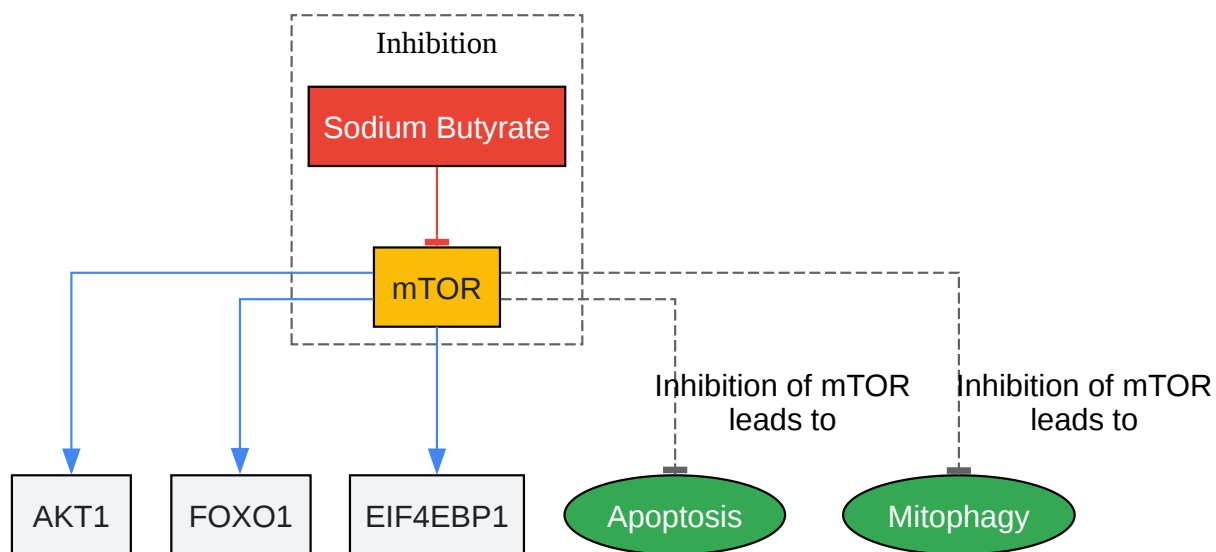 Inhibition
Sodium Butyrate
mTOR
Inhibition of mTOR
leads to
Inhibition of mTOR
leads to
AKT1
FOXO1
EIF4EBP1
Apoptosis
Mitophagy